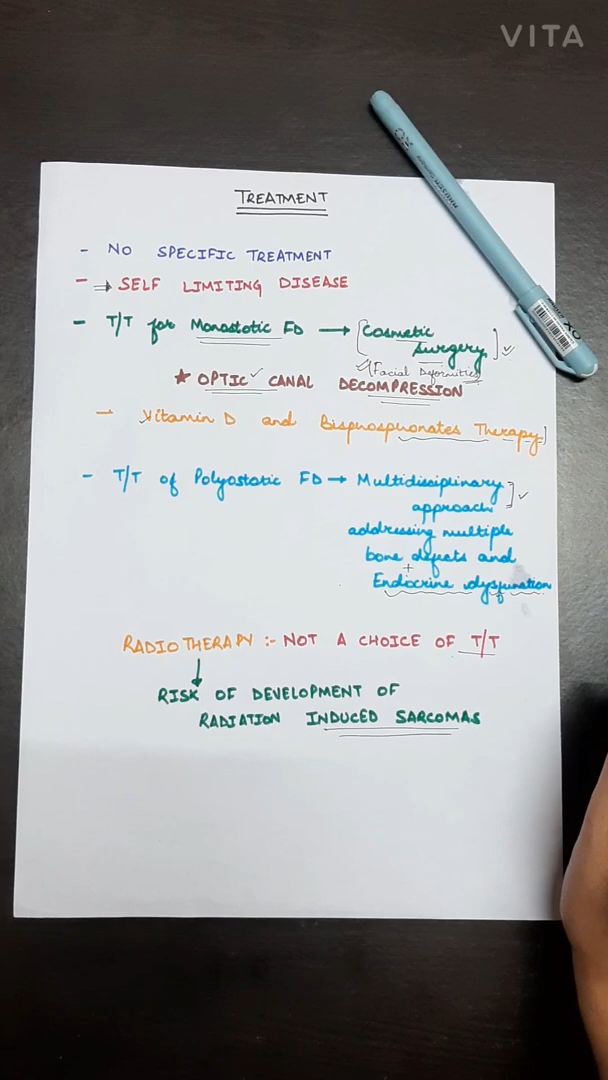 VITA
TREATMENT
- NO SPECIFIC TREATMENT
- ⇒ SELF LIMITING DISEASE
- T/T for Monostotic FD → [Cosmetic
Surgery] ✓
✓(Facial Deformities)
★ OPTIC ✓ CANAL DECOMPRESSION
- Vitamin D and Bisphosphonates Therapy)
- T/T of Polyostotic FD → Multidisciplinary
approach ] ✓
addressing multiple
bone defects and
+
Endocrine dysfunction
RADIOTHERAPY :- NOT A CHOICE OF T/T
↓
RISK OF DEVELOPMENT OF
RADIATION INDUCED SARCOMAS